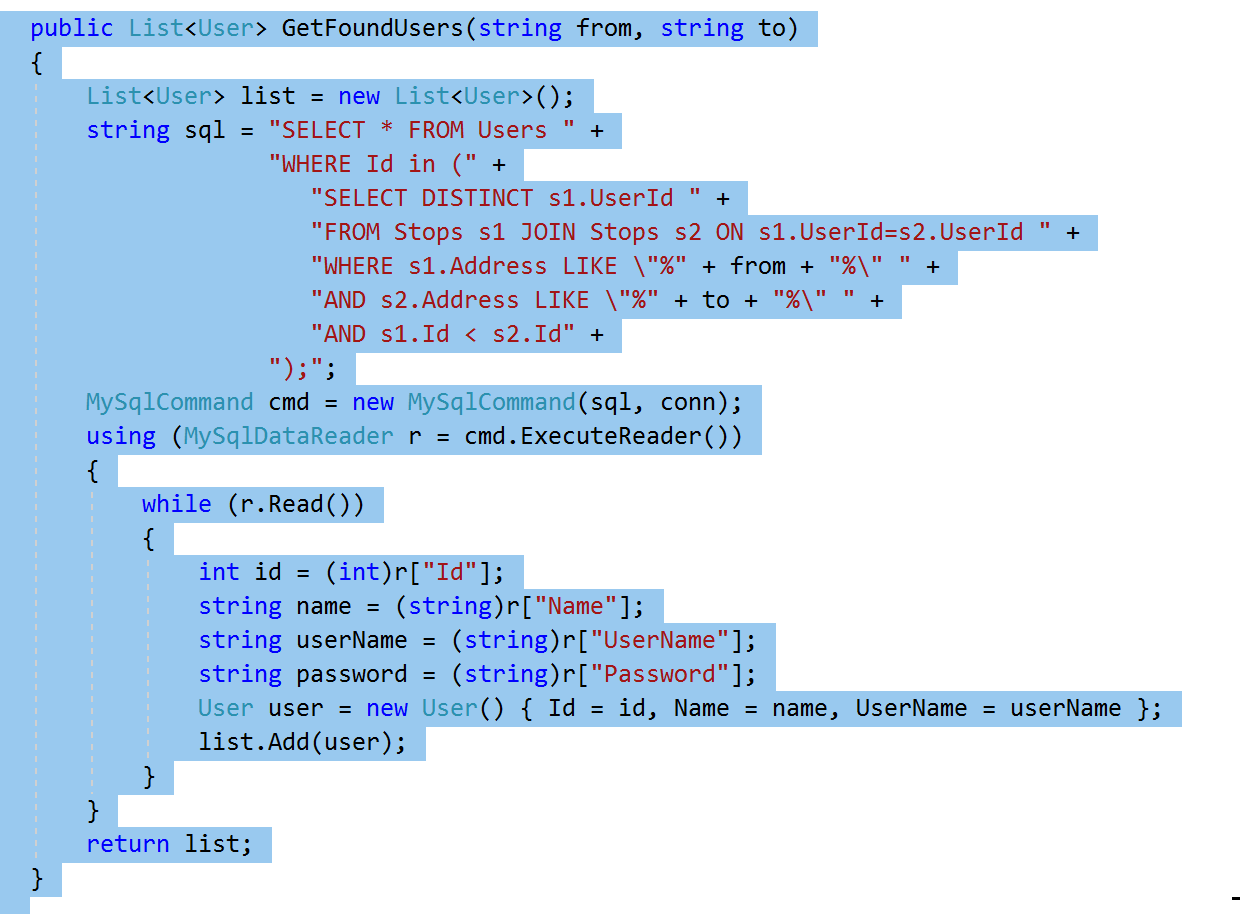 public List<User> GetFoundUsers(string from, string to)
{
    List<User> list = new List<User>();
    string sql = "SELECT * FROM Users " +
                 "WHERE Id in (" +
                    "SELECT DISTINCT s1.UserId " +
                    "FROM Stops s1 JOIN Stops s2 ON s1.UserId=s2.UserId " +
                    "WHERE s1.Address LIKE \"%" + from + "%\" " +
                    "AND s2.Address LIKE \"%" + to + "%\" " +
                    "AND s1.Id < s2.Id" +
                 ");";
    MySqlCommand cmd = new MySqlCommand(sql, conn);
    using (MySqlDataReader r = cmd.ExecuteReader())
    {
        while (r.Read())
        {
            int id = (int)r["Id"];
            string name = (string)r["Name"];
            string userName = (string)r["UserName"];
            string password = (string)r["Password"];
            User user = new User() { Id = id, Name = name, UserName = userName };
            list.Add(user);
        }
    }
    return list;
}